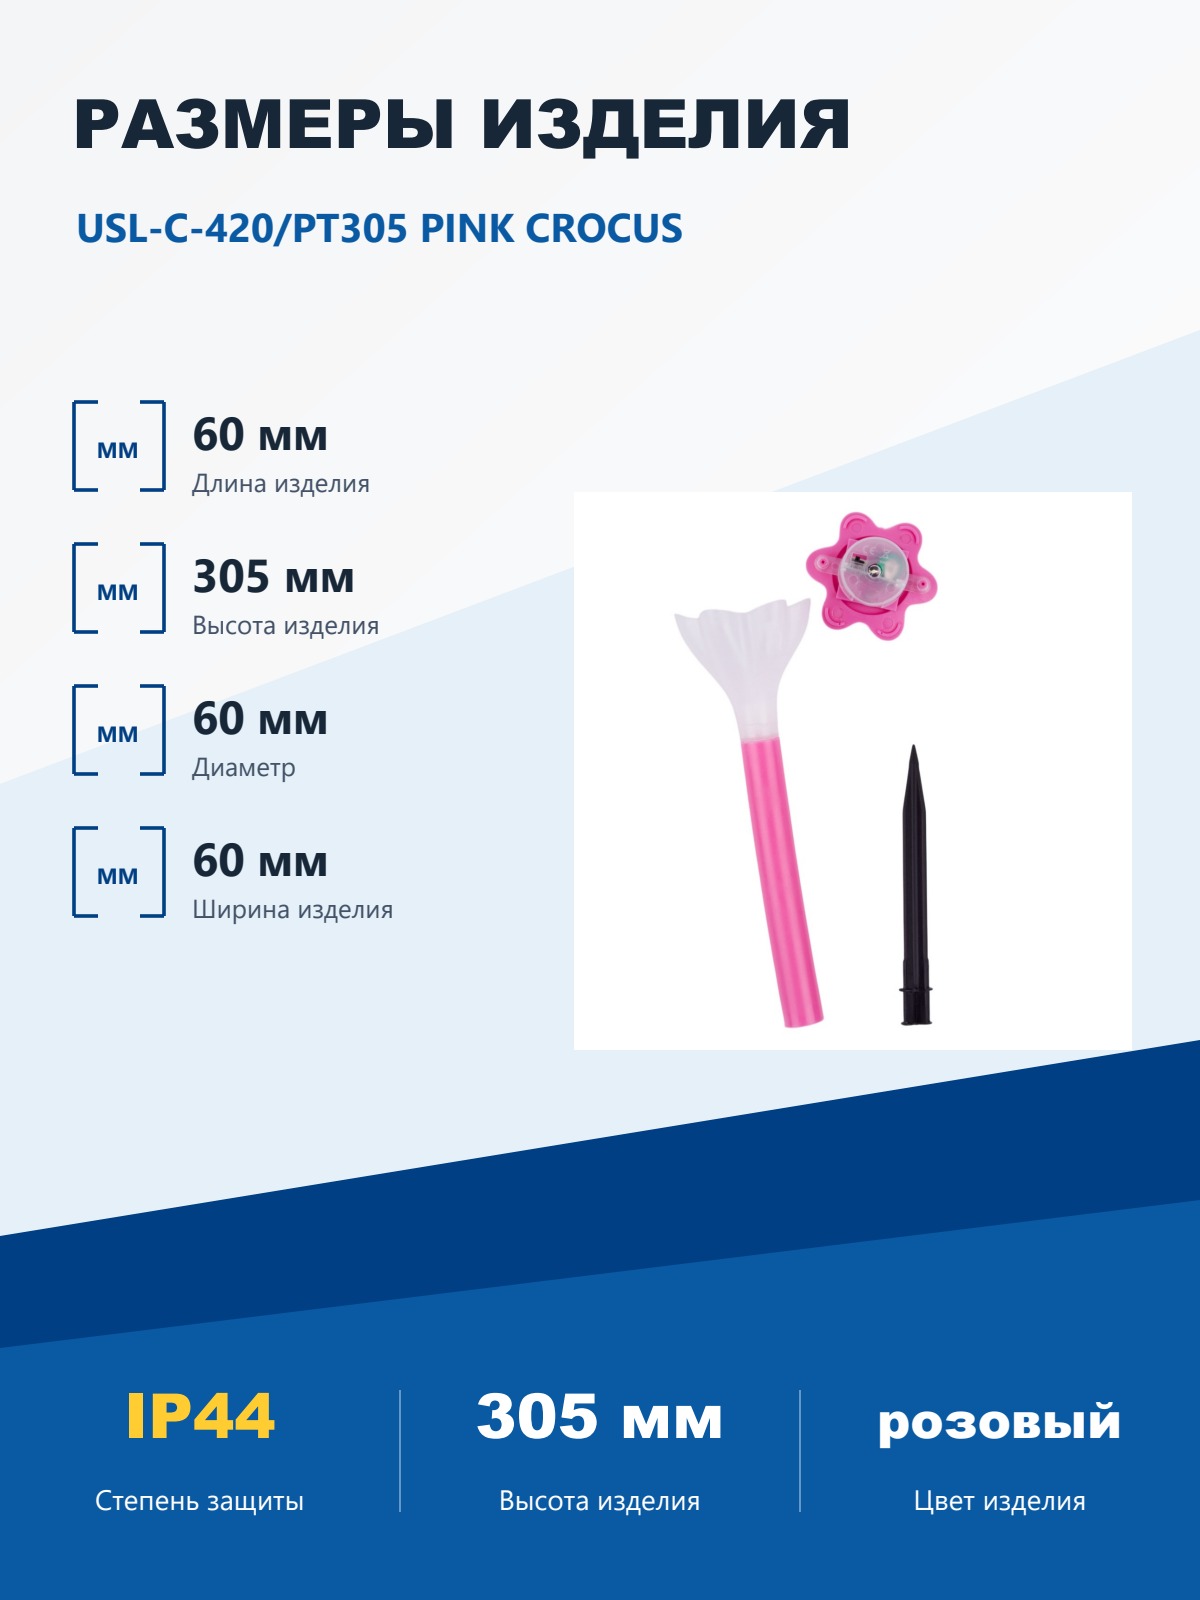 РАЗМЕРЫ ИЗДЕЛИЯ
USL-C-420/PT305 PINK CROCUS
мм
60 мм
Длина изделия
мм
305 мм
Высота изделия
мм
60 мм
Диаметр
мм
60 мм
Ширина изделия
IP44
Степень защиты
305 мм
Высота изделия
розовый
Цвет изделия